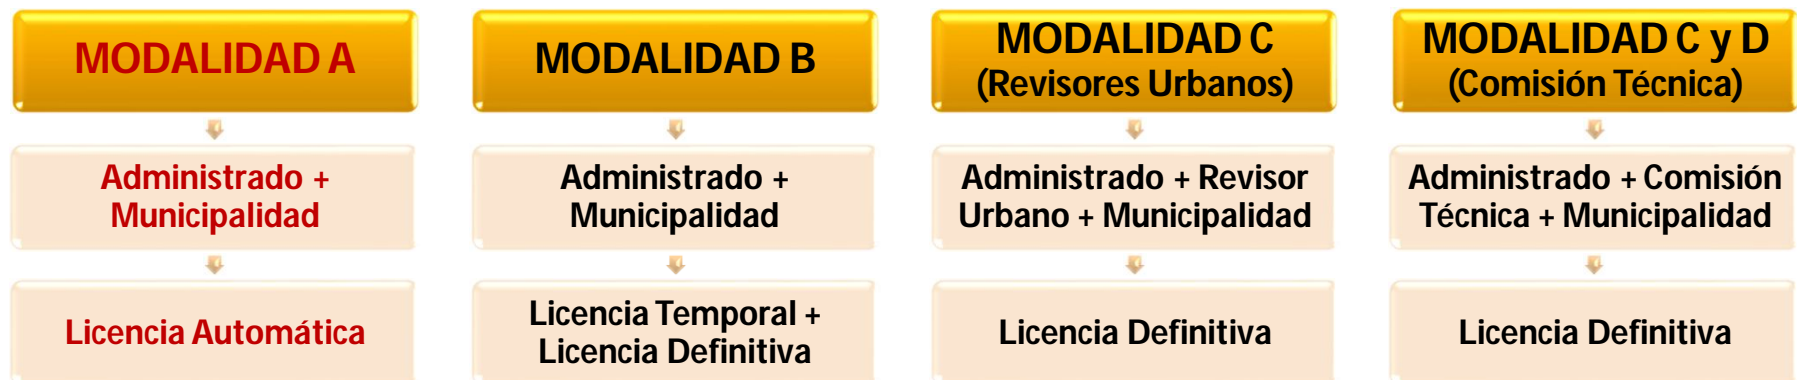 MODALIDAD A
Administrado +
Municipalidad
Licencia Automática
MODALIDAD B
Administrado +
Municipalidad
Licencia Temporal +
Licencia Definitiva
MODALIDAD C
(Revisores Urbanos)
Administrado + Revisor
Urbano + Municipalidad
Licencia Definitiva
MODALIDAD C y D
(Comisión Técnica)
Administrado + Comisión
Técnica + Municipalidad
Licencia Definitiva